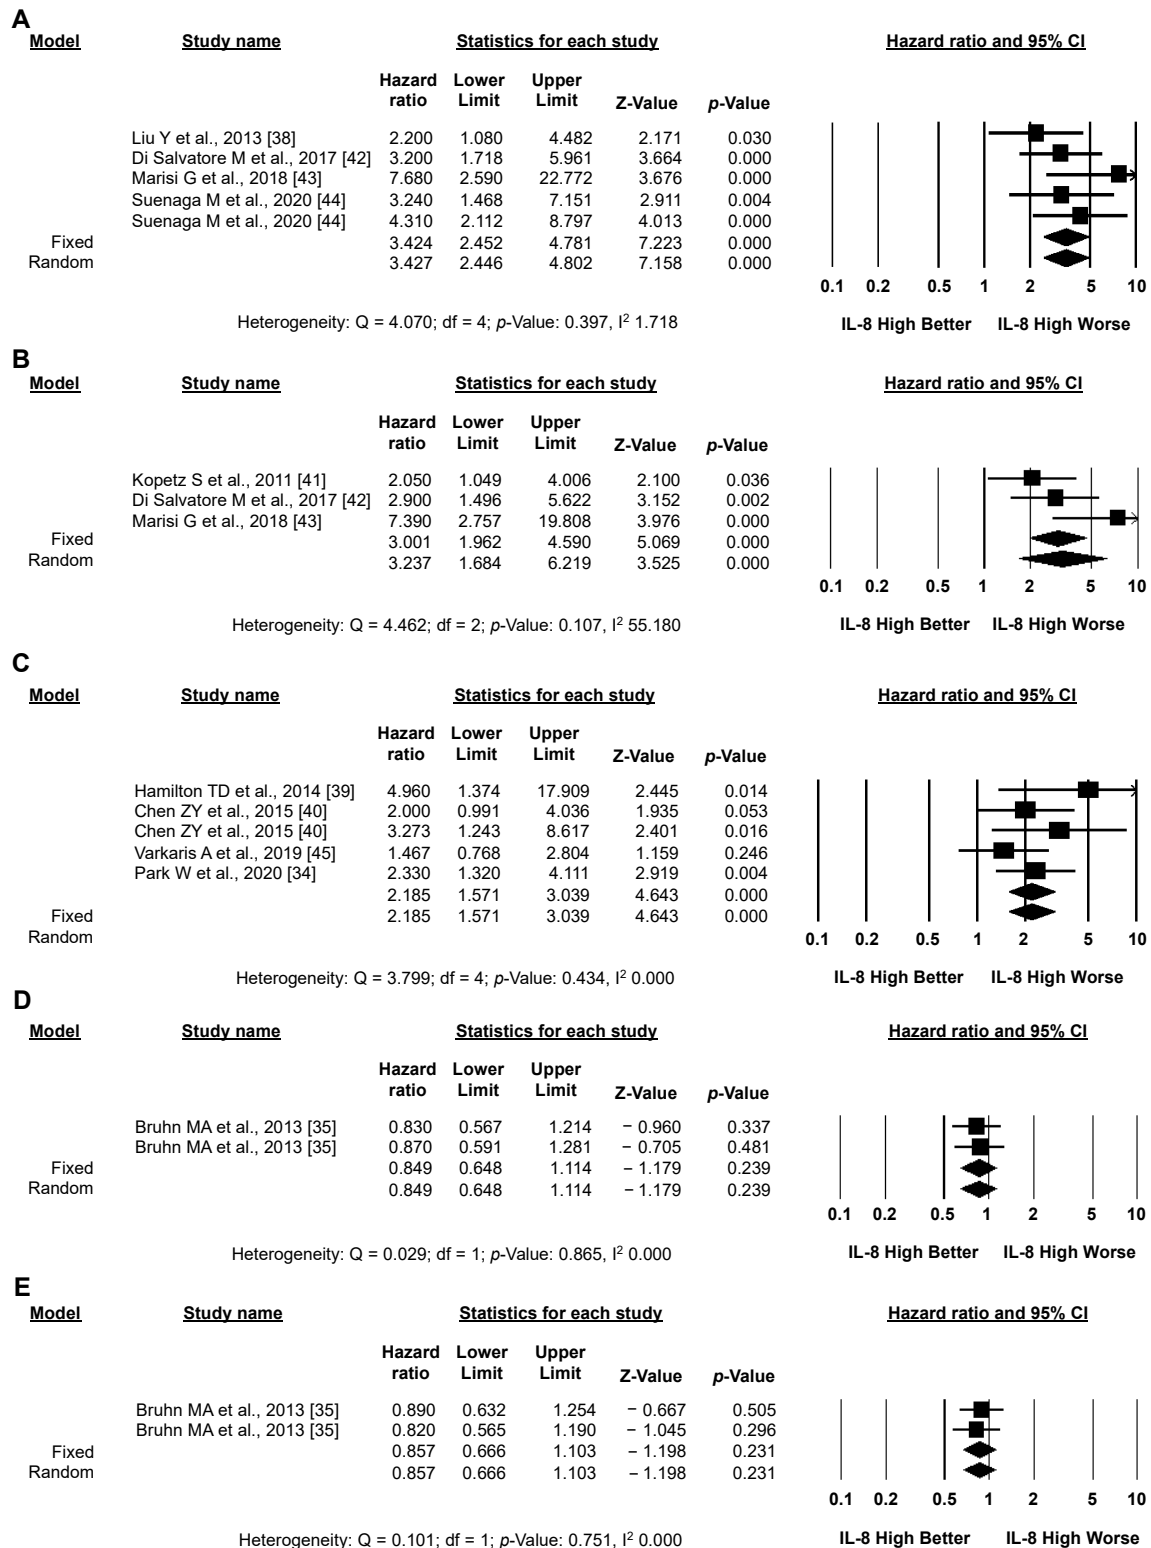 A
Model Study name Statistics for each study Hazard ratio and 95% CI
Hazard Lower Upper
ratio Limit Limit Z-Value p-Value
Liu Y et al., 2013 [38] 2.200 1.080 4.482 2.171 0.030
Di Salvatore M et al., 2017 [42] 3.200 1.718 5.961 3.664 0.000
Marisi G et al., 2018 [43] 7.680 2.590 22.772 3.676 0.000
Suenaga M et al., 2020 [44] 3.240 1.468 7.151 2.911 0.004
Suenaga M et al., 2020 [44] 4.310 2.112 8.797 4.013 0.000
Fixed 3.424 2.452 4.781 7.223 0.000
Random 3.427 2.446 4.802 7.158 0.000
0.1 0.2 0.5 1 2 5 10
Heterogeneity: Q = 4.070; df = 4; p-Value: 0.397, I² 1.718 IL-8 High Better IL-8 High Worse
B
Model Study name Statistics for each study Hazard ratio and 95% CI
Hazard Lower Upper
ratio Limit Limit Z-Value p-Value
Kopetz S et al., 2011 [41] 2.050 1.049 4.006 2.100 0.036
Di Salvatore M et al., 2017 [42] 2.900 1.496 5.622 3.152 0.002
Marisi G et al., 2018 [43] 7.390 2.757 19.808 3.976 0.000
Fixed 3.001 1.962 4.590 5.069 0.000
Random 3.237 1.684 6.219 3.525 0.000
0.1 0.2 0.5 1 2 5 10
Heterogeneity: Q = 4.462; df = 2; p-Value: 0.107, I² 55.180 IL-8 High Better IL-8 High Worse
C
Model Study name Statistics for each study Hazard ratio and 95% CI
Hazard Lower Upper
ratio Limit Limit Z-Value p-Value
Hamilton TD et al., 2014 [39] 4.960 1.374 17.909 2.445 0.014
Chen ZY et al., 2015 [40] 2.000 0.991 4.036 1.935 0.053
Chen ZY et al., 2015 [40] 3.273 1.243 8.617 2.401 0.016
Varkaris A et al., 2019 [45] 1.467 0.768 2.804 1.159 0.246
Park W et al., 2020 [34] 2.330 1.320 4.111 2.919 0.004
2.185 1.571 3.039 4.643 0.000
Fixed 2.185 1.571 3.039 4.643 0.000
Random 0.1 0.2 0.5 1 2 5 10
Heterogeneity: Q = 3.799; df = 4; p-Value: 0.434, I² 0.000 IL-8 High Better IL-8 High Worse
D
Model Study name Statistics for each study Hazard ratio and 95% CI
Hazard Lower Upper
ratio Limit Limit Z-Value p-Value
Bruhn MA et al., 2013 [35] 0.830 0.567 1.214 − 0.960 0.337
Bruhn MA et al., 2013 [35] 0.870 0.591 1.281 − 0.705 0.481
Fixed 0.849 0.648 1.114 − 1.179 0.239
Random 0.849 0.648 1.114 − 1.179 0.239
0.1 0.2 0.5 1 2 5 10
Heterogeneity: Q = 0.029; df = 1; p-Value: 0.865, I² 0.000 IL-8 High Better IL-8 High Worse
E
Model Study name Statistics for each study Hazard ratio and 95% CI
Hazard Lower Upper
ratio Limit Limit Z-Value p-Value
Bruhn MA et al., 2013 [35] 0.890 0.632 1.254 − 0.667 0.505
Bruhn MA et al., 2013 [35] 0.820 0.565 1.190 − 1.045 0.296
Fixed 0.857 0.666 1.103 − 1.198 0.231
Random 0.857 0.666 1.103 − 1.198 0.231
0.1 0.2 0.5 1 2 5 10
Heterogeneity: Q = 0.101; df = 1; p-Value: 0.751, I² 0.000 IL-8 High Better IL-8 High Worse